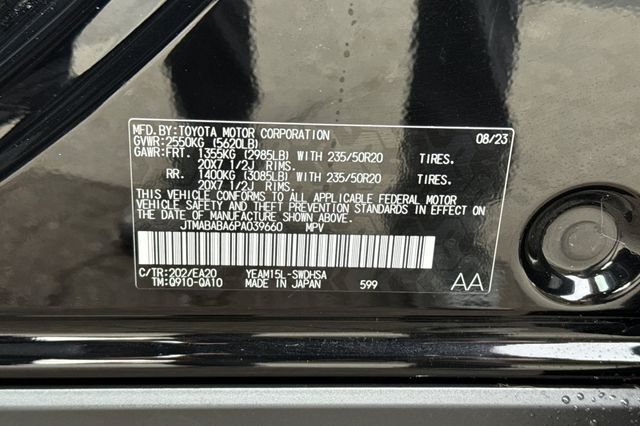 MFD. BY:TOYOTA MOTOR CORPORATION 08/23
GVWR:2550KG (5620LB)
GAWR:FRT. 1355KG (2985LB) WITH 235/50R20 TIRES.
20X7 1/2J RIMS.
RR. 1400KG (3085LB) WITH 235/50R20 TIRES.
20X7 1/2J RIMS.
THIS VEHICLE CONFORMS TO ALL APPLICABLE FEDERAL MOTOR
VEHICLE SAFETY AND THEFT PREVENTION STANDARDS IN EFFECT
ON THE DATE OF MANUFACTURE SHOWN ABOVE.
JTMABABA6PA039660 MPV
C/TR:202/EA20 YEAM15L-SWDHSA
TM:Q910-QA10 MADE IN JAPAN 599 AA